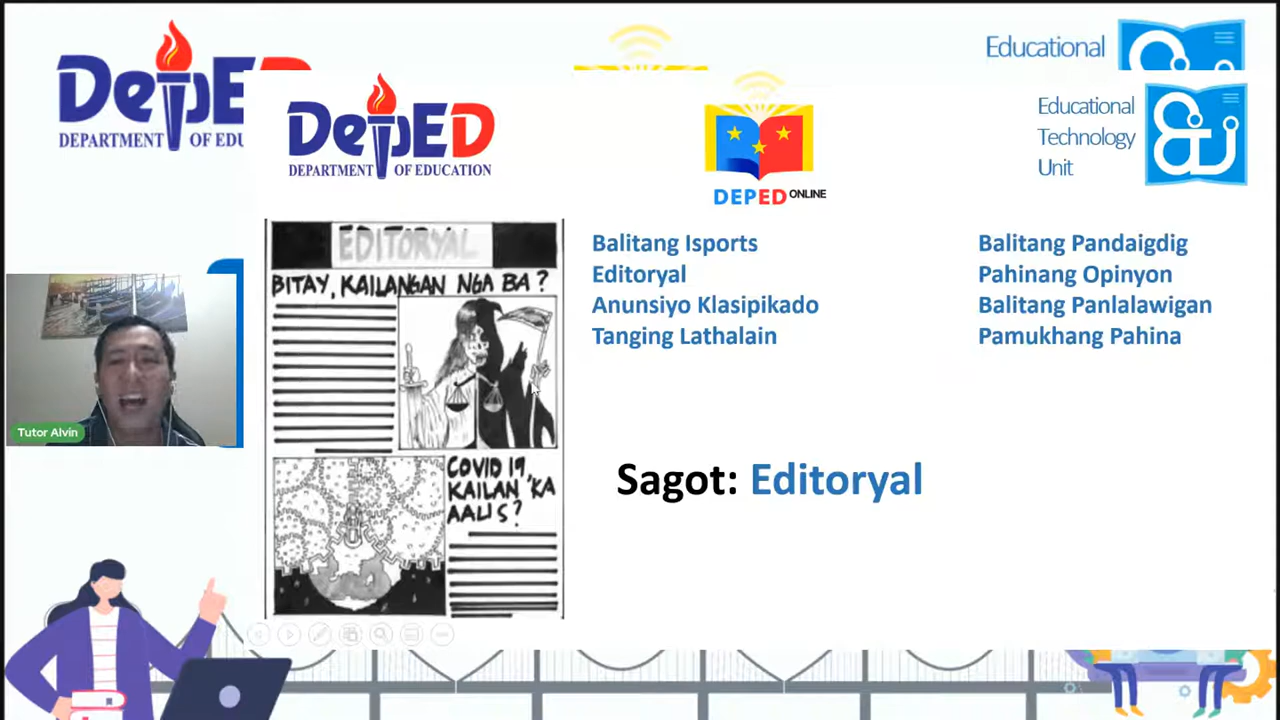 DepED
DEPARTMENT OF EDU
Educational
DepED
DEPARTMENT OF EDUCATION
DEPED ONLINE
Educational
Technology
Unit
EDITORYAL
BITAY, KAILANGAN NGA BA?
COVID 19,
KAILAN 'KA
AALIS?
Balitang Isports
Editoryal
Anunsiyo Klasipikado
Tanging Lathalain
Balitang Pandaigdig
Pahinang Opinyon
Balitang Panlalawigan
Pamukhang Pahina
Sagot: Editoryal
Tutor Alvin